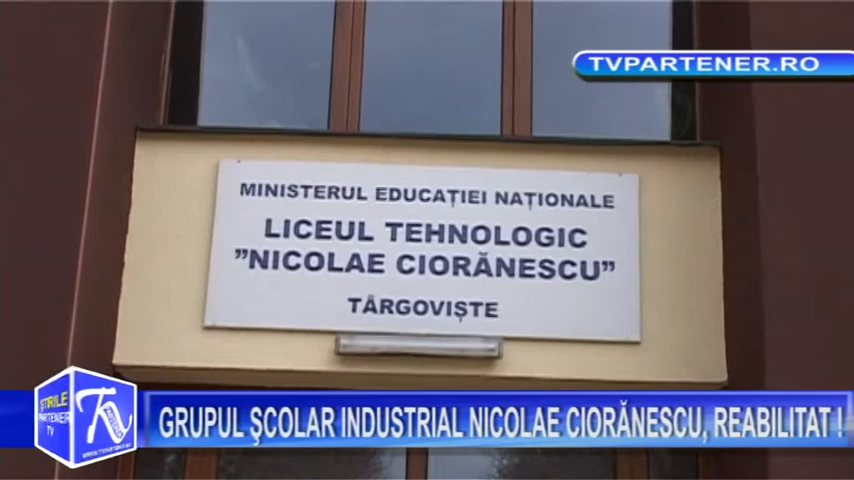 TVPARTENER.RO
MINISTERUL EDUCAȚIEI NAȚIONALE
LICEUL TEHNOLOGIC
”NICOLAE CIORĂNESCU”
TÂRGOVIȘTE
ȘTIRILE
PARTENER
TV
GRUPUL ŞCOLAR INDUSTRIAL NICOLAE CIORĂNESCU, REABILITAT !